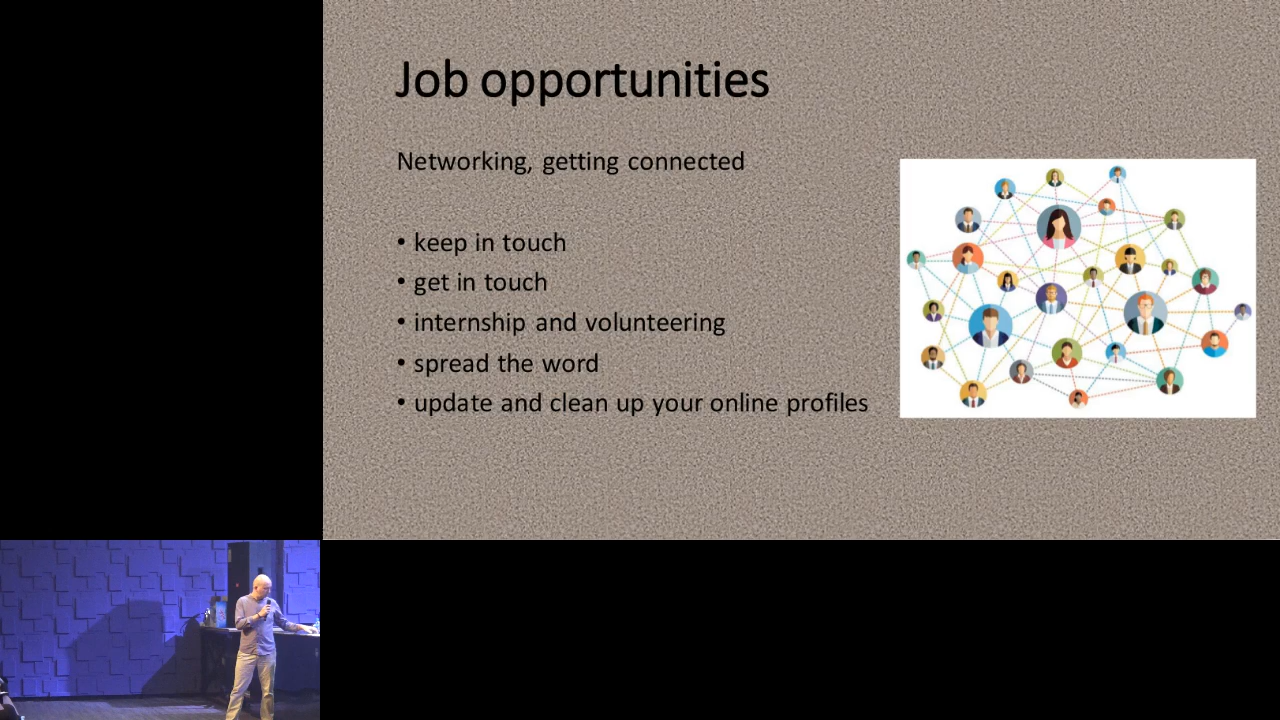 Job opportunities
Networking, getting connected
• keep in touch
• get in touch
• internship and volunteering
• spread the word
• update and clean up your online profiles